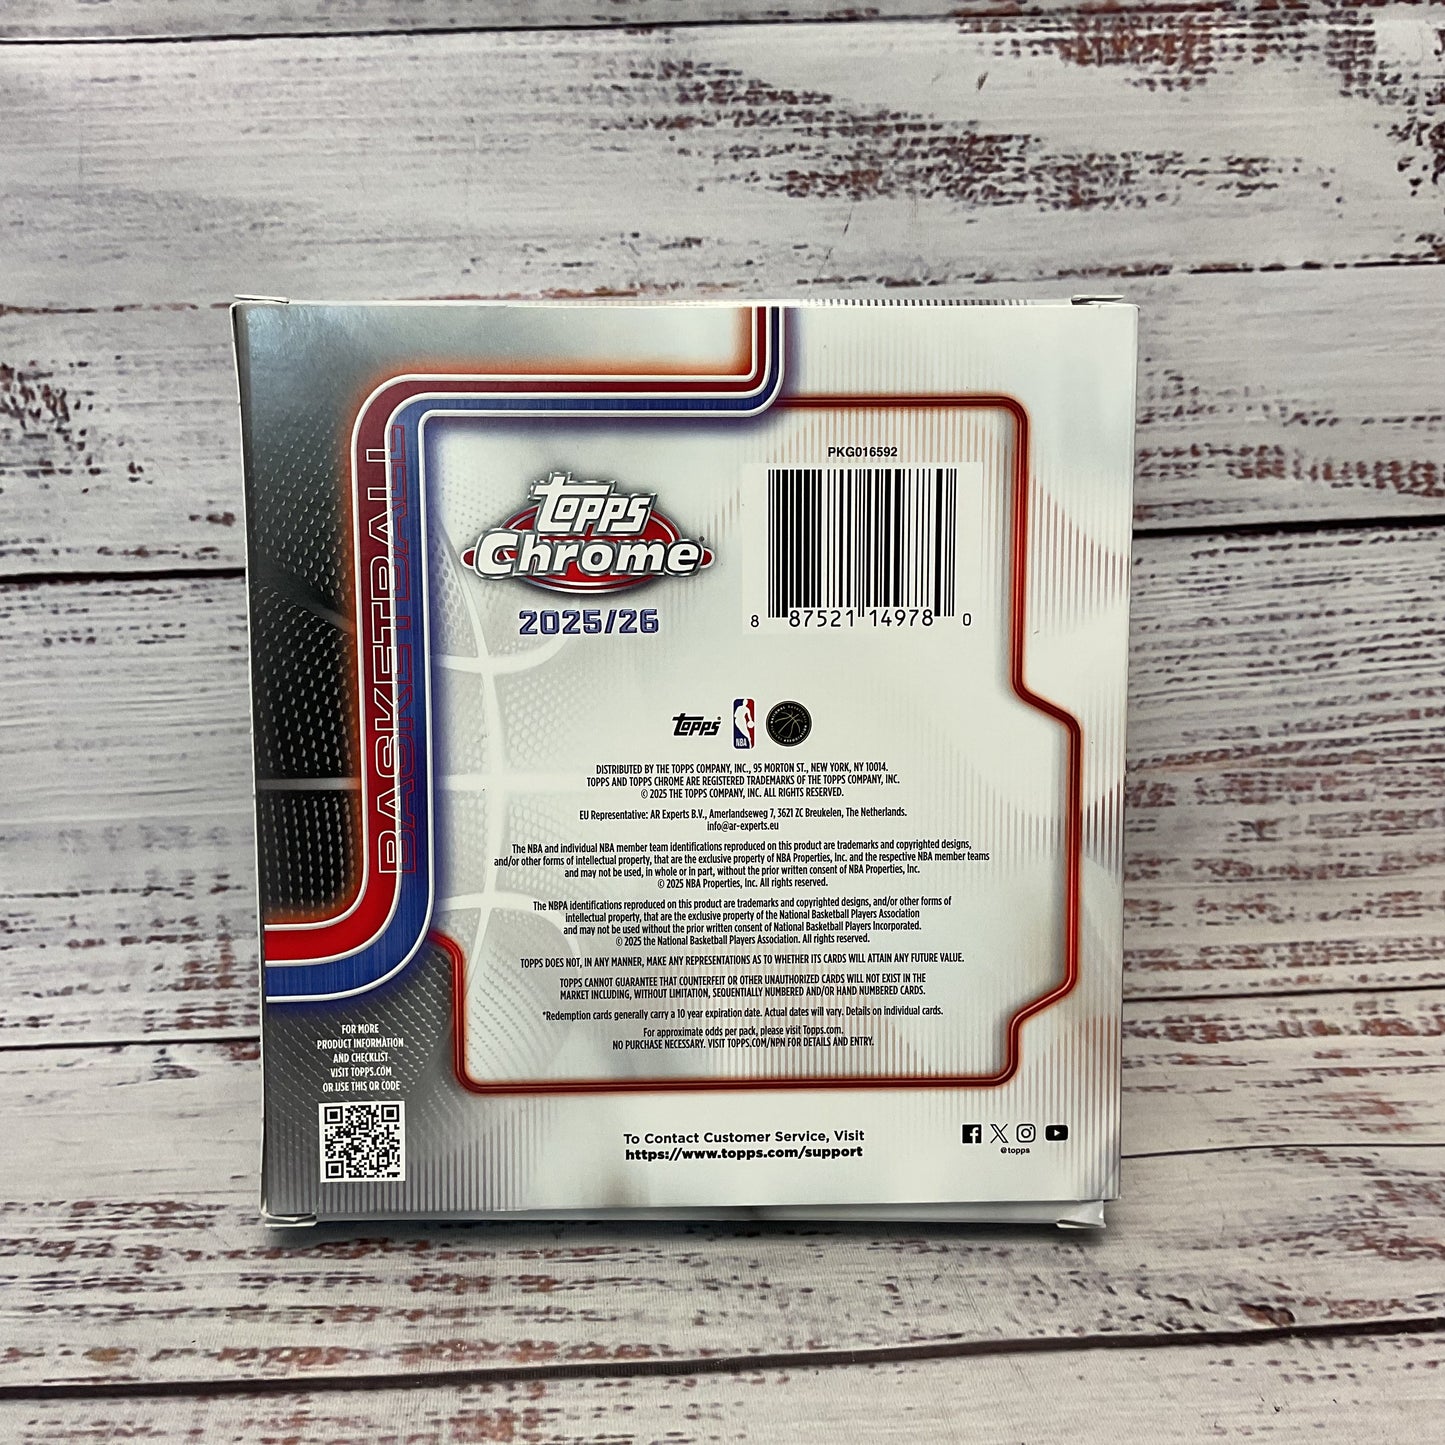 BASKETBALL
topps
Chrome
2025/26
PKG016592
8 87521 14978 0
topps
NBA
DISTRIBUTED BY THE TOPPS COMPANY, INC., 95 MORTON ST., NEW YORK, NY 10014.
TOPPS AND TOPPS CHROME ARE REGISTERED TRADEMARKS OF THE TOPPS COMPANY, INC.
© 2025 THE TOPPS COMPANY, INC. ALL RIGHTS RESERVED.
EU Representative: AR Experts B.V., Amerlandseweg 7, 3621 ZC Breukelen, The Netherlands.
info@ar-experts.eu
The NBA and individual NBA member team identifications reproduced on this product are trademarks and copyrighted designs,
and/or other forms of intellectual property, that are the exclusive property of NBA Properties, Inc. and the respective NBA member teams
and may not be used, in whole or in part, without the prior written consent of NBA Properties, Inc.
© 2025 NBA Properties, Inc. All rights reserved.
The NBPA identifications reproduced on this product are trademarks and copyrighted designs, and/or other forms of
intellectual property, that are the exclusive property of the National Basketball Players Association
and may not be used without the prior written consent of National Basketball Players Incorporated.
© 2025 the National Basketball Players Association. All rights reserved.
TOPPS DOES NOT, IN ANY MANNER, MAKE ANY REPRESENTATIONS AS TO WHETHER ITS CARDS WILL ATTAIN ANY FUTURE VALUE.
TOPPS CANNOT GUARANTEE THAT COUNTERFEIT OR OTHER UNAUTHORIZED CARDS WILL NOT EXIST IN THE
MARKET INCLUDING, WITHOUT LIMITATION, SEQUENTIALLY NUMBERED AND/OR HAND NUMBERED CARDS.
*Redemption cards generally carry a 10 year expiration date. Actual dates will vary. Details on individual cards.
For approximate odds per pack, please visit Topps.com.
NO PURCHASE NECESSARY. VISIT TOPPS.COM/NPN FOR DETAILS AND ENTRY.
FOR MORE
PRODUCT INFORMATION
AND CHECKLIST
VISIT TOPPS.COM
OR USE THIS QR CODE
To Contact Customer Service, Visit
https://www.topps.com/support
@topps